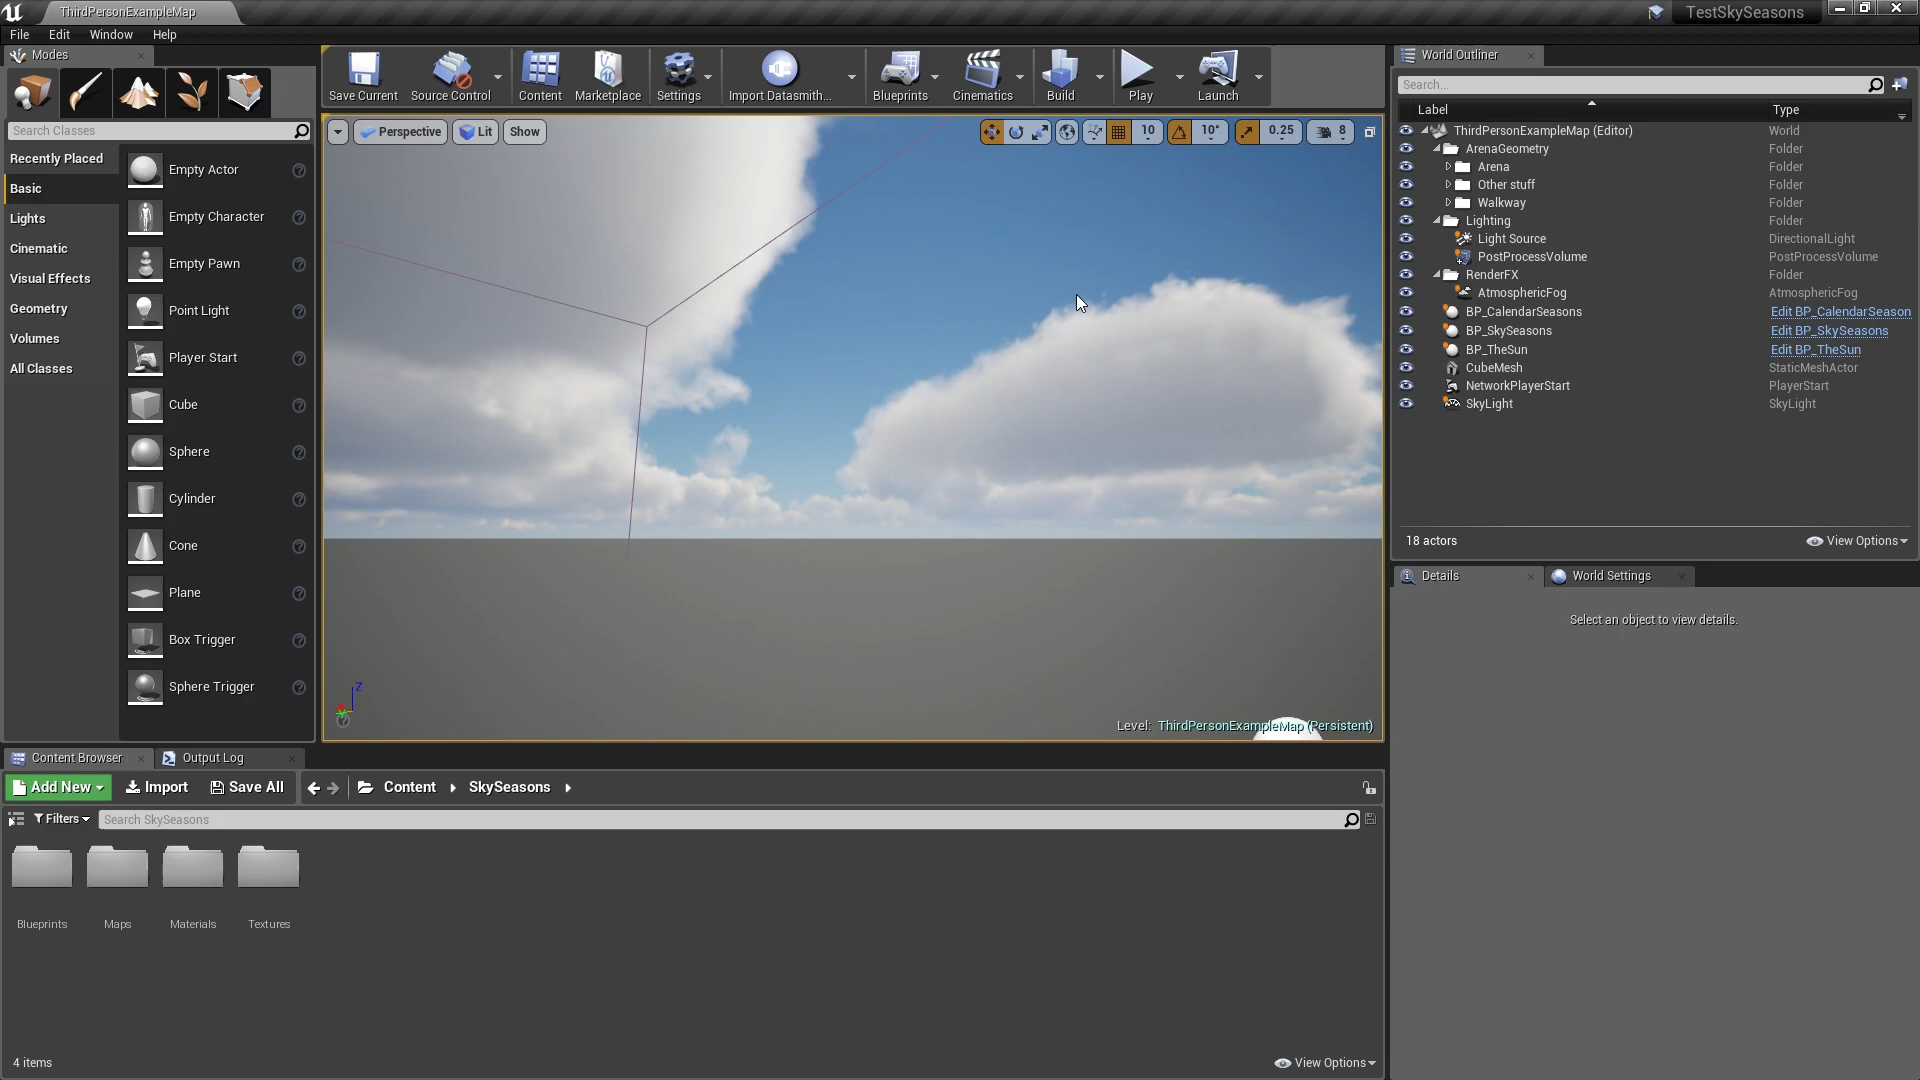 ThirdPersonExampleMap
TestSkySeasons
File Edit Window Help
Modes
Search Classes
Recently Placed
Basic
Lights
Cinematic
Visual Effects
Geometry
Volumes
All Classes
Empty Actor
Empty Character
Empty Pawn
Point Light
Player Start
Cube
Sphere
Cylinder
Cone
Plane
Box Trigger
Sphere Trigger
Save Current Source Control Content Marketplace Settings Import Datasmith... Blueprints Cinematics Build Play Launch
Perspective Lit Show
10 10° 0.25 8
Z
Level: ThirdPersonExampleMap (Persistent)
World Outliner
Search...
Label Type
ThirdPersonExampleMap (Editor) World
ArenaGeometry Folder
Arena Folder
Other stuff Folder
Walkway Folder
Lighting Folder
Light Source DirectionalLight
PostProcessVolume PostProcessVolume
RenderFX Folder
AtmosphericFog AtmosphericFog
BP_CalendarSeasons Edit BP_CalendarSeason
BP_SkySeasons Edit BP_SkySeasons
BP_TheSun Edit BP_TheSun
CubeMesh StaticMeshActor
NetworkPlayerStart PlayerStart
SkyLight SkyLight
18 actors View Options
Details World Settings
Select an object to view details.
Content Browser Output Log
Add New Import Save All Content SkySeasons
Filters Search SkySeasons
Blueprints Maps Materials Textures
4 items View Options